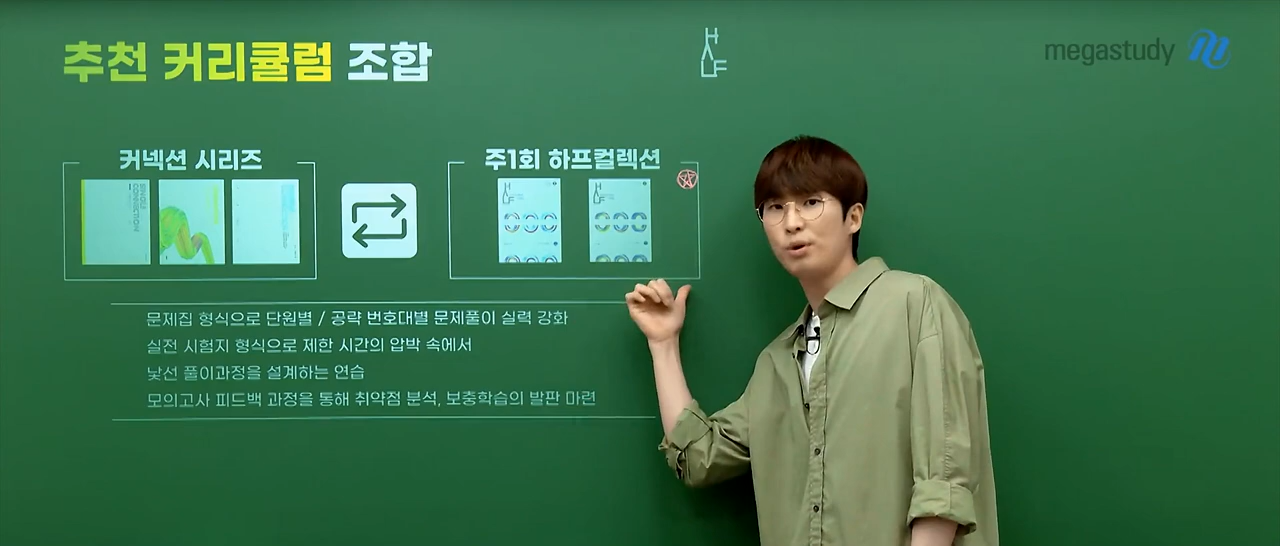 추천 커리큘럼 조합
HALF
megastudy
커넥션 시리즈
주1회 하프컬렉션
SINGLE CONNECTION
HALF
HALF
문제집 형식으로 단원별 / 공략 번호대별 문제풀이 실력 강화
실전 시험지 형식으로 제한 시간의 압박 속에서
낯선 풀이과정을 설계하는 연습
모의고사 피드백 과정을 통해 취약점 분석, 보충학습의 발판 마련